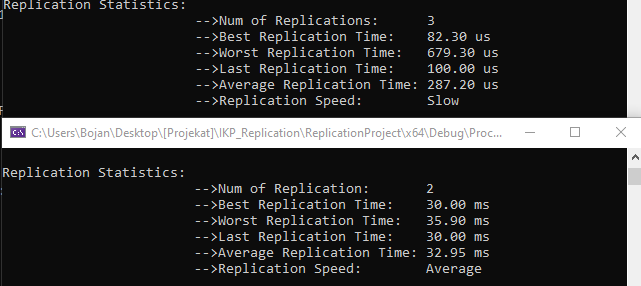 Replication Statistics:
-->Num of Replications: 3
-->Best Replication Time: 82.30 us
-->Worst Replication Time: 679.30 us
-->Last Replication Time: 100.00 us
-->Average Replication Time: 287.20 us
-->Replication Speed: Slow
C:\Users\Bojan\Desktop\[Projekat]\IKP_Replication\ReplicationProject\x64\Debug\Proc...
Replication Statistics:
-->Num of Replication: 2
-->Best Replication Time: 30.00 ms
-->Worst Replication Time: 35.90 ms
-->Last Replication Time: 30.00 ms
-->Average Replication Time: 32.95 ms
-->Replication Speed: Average